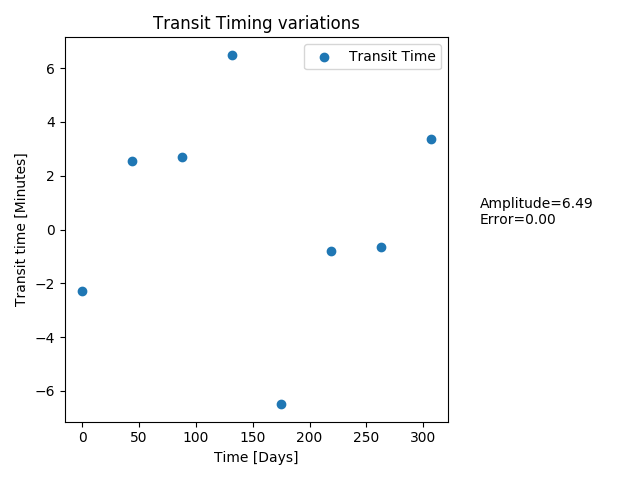 Transit Timing variations
Transit Time
Transit time [Minutes]
6
4
2
0
−2
−4
−6
0 50 100 150 200 250 300
Time [Days]
Amplitude=6.49
Error=0.00